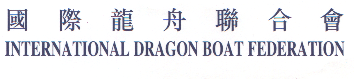 國際龍舟聯合會
INTERNATIONAL DRAGON BOAT FEDERATION